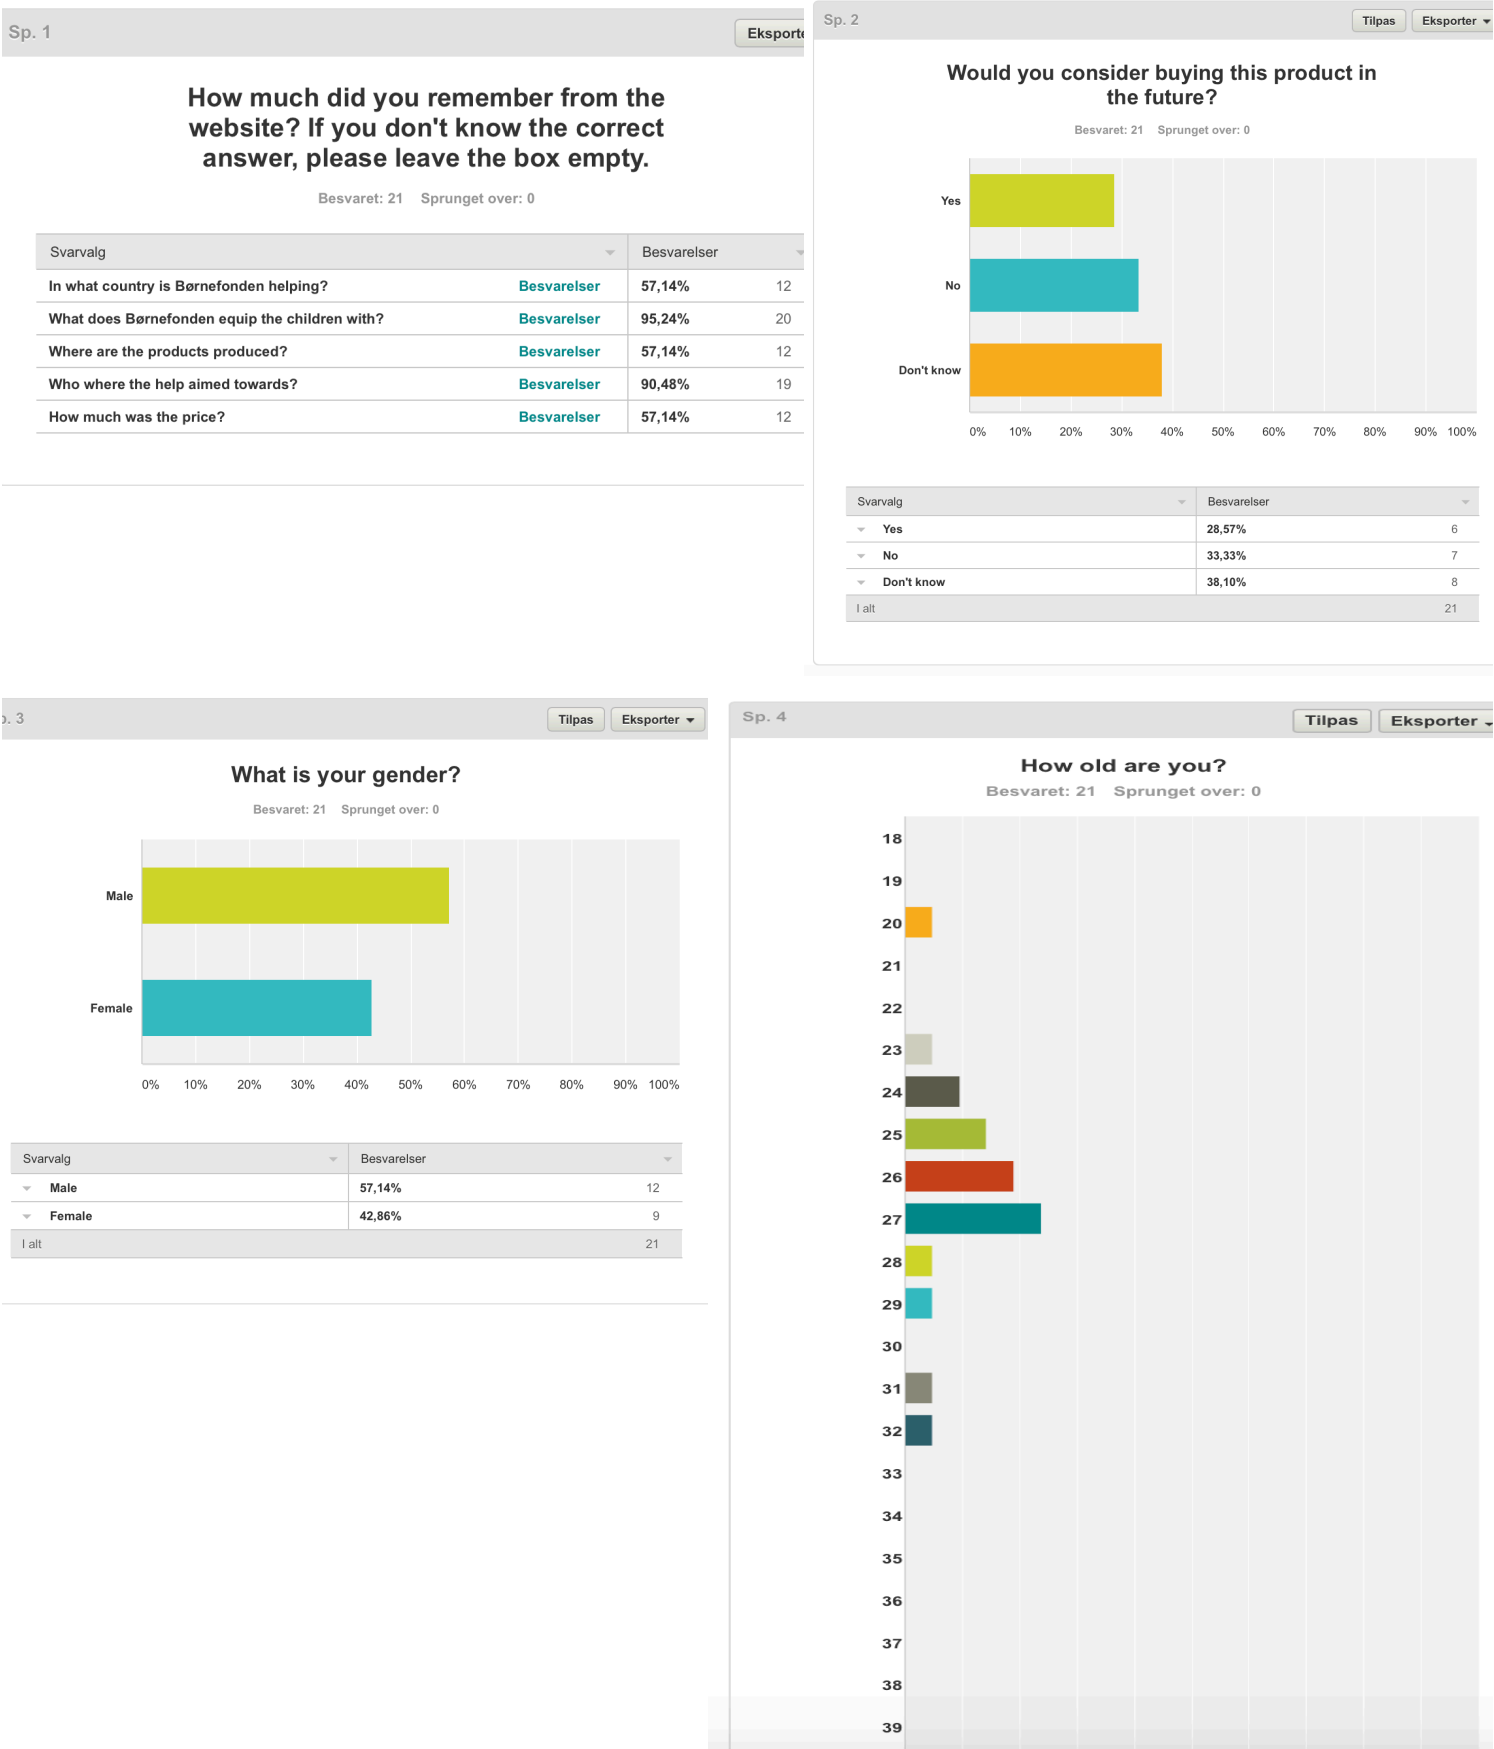 Sp. 1
Eksporte
How much did you remember from the
website? If you don't know the correct
answer, please leave the box empty.
Besvaret: 21 Sprunget over: 0
Svarvalg Besvarelser
In what country is Børnefonden helping? Besvarelser 57,14% 12
What does Børnefonden equip the children with? Besvarelser 95,24% 20
Where are the products produced? Besvarelser 57,14% 12
Who where the help aimed towards? Besvarelser 90,48% 19
How much was the price? Besvarelser 57,14% 12
Sp. 2
Tilpas Eksporter
Would you consider buying this product in
the future?
Besvaret: 21 Sprunget over: 0
Yes
No
Don't know
0% 10% 20% 30% 40% 50% 60% 70% 80% 90% 100%
Svarvalg Besvarelser
Yes 28,57% 6
No 33,33% 7
Don't know 38,10% 8
I alt 21
p. 3
Tilpas Eksporter
What is your gender?
Besvaret: 21 Sprunget over: 0
Male
Female
0% 10% 20% 30% 40% 50% 60% 70% 80% 90% 100%
Svarvalg Besvarelser
Male 57,14% 12
Female 42,86% 9
I alt 21
Sp. 4
Tilpas Eksporter
How old are you?
Besvaret: 21 Sprunget over: 0
18
19
20
21
22
23
24
25
26
27
28
29
30
31
32
33
34
35
36
37
38
39